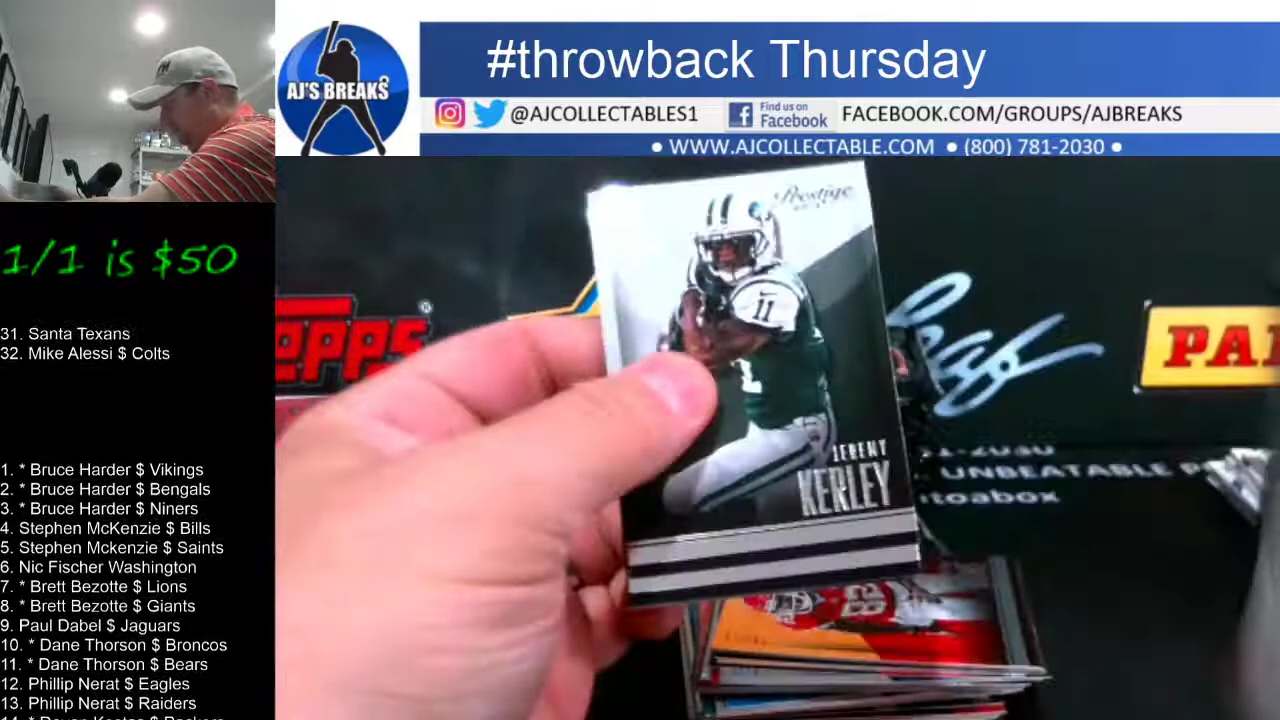 #throwback Thursday
AJ'S BREAKS
@AJCOLLECTABLES1
Find us on
Facebook
FACEBOOK.COM/GROUPS/AJBREAKS
• WWW.AJCOLLECTABLE.COM • (800) 781-2030 •
1/1 is $50
31. Santa Texans
32. Mike Alessi $ Colts
1. * Bruce Harder $ Vikings
2. * Bruce Harder $ Bengals
3. * Bruce Harder $ Niners
4. Stephen McKenzie $ Bills
5. Stephen Mckenzie $ Saints
6. Nic Fischer Washington
7. * Brett Bezotte $ Lions
8. * Brett Bezotte $ Giants
9. Paul Dabel $ Jaguars
10. * Dane Thorson $ Broncos
11. * Dane Thorson $ Bears
12. Phillip Nerat $ Eagles
13. Phillip Nerat $ Raiders
Prestige
11
JEREMY
KERLEY
OPPS
PA
UNBEATABLE P
toabox